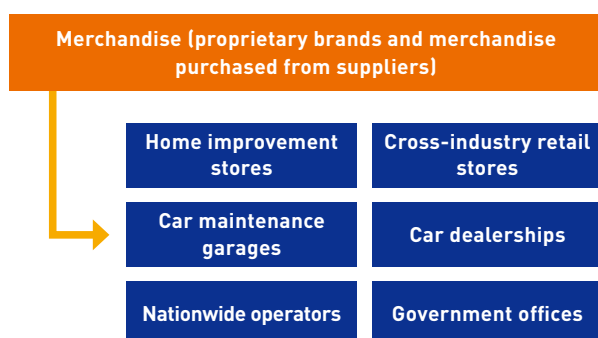 Merchandise (proprietary brands and merchandise
purchased from suppliers)
Home improvement
stores
Cross-industry retail
stores
Car maintenance
garages
Car dealerships
Nationwide operators
Government offices